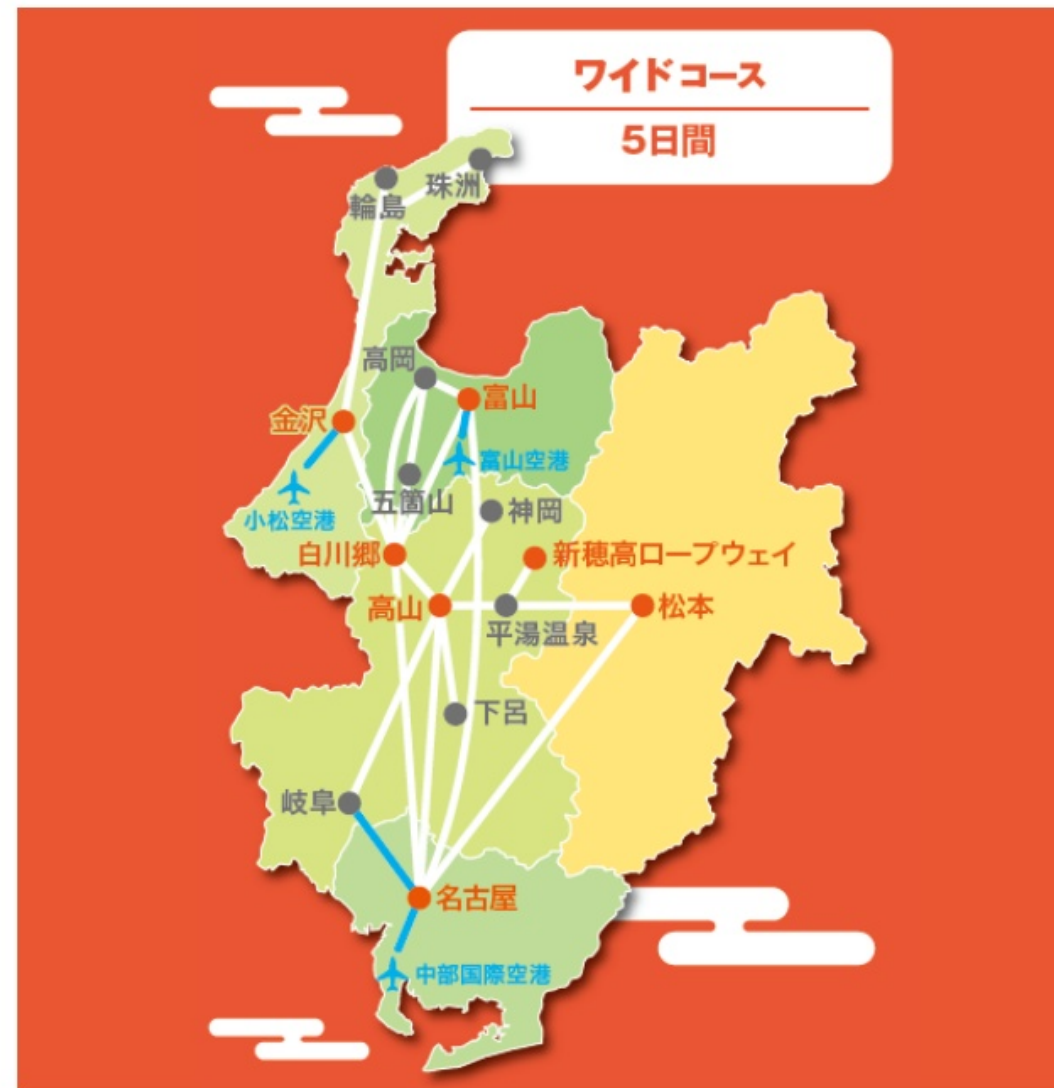 ワイドコース
5日間
珠洲
輪島
高岡
富山
金沢
富山空港
五箇山
神岡
小松空港
白川郷
新穂高ロープウェイ
高山
松本
平湯温泉
下呂
岐阜
名古屋
中部国際空港